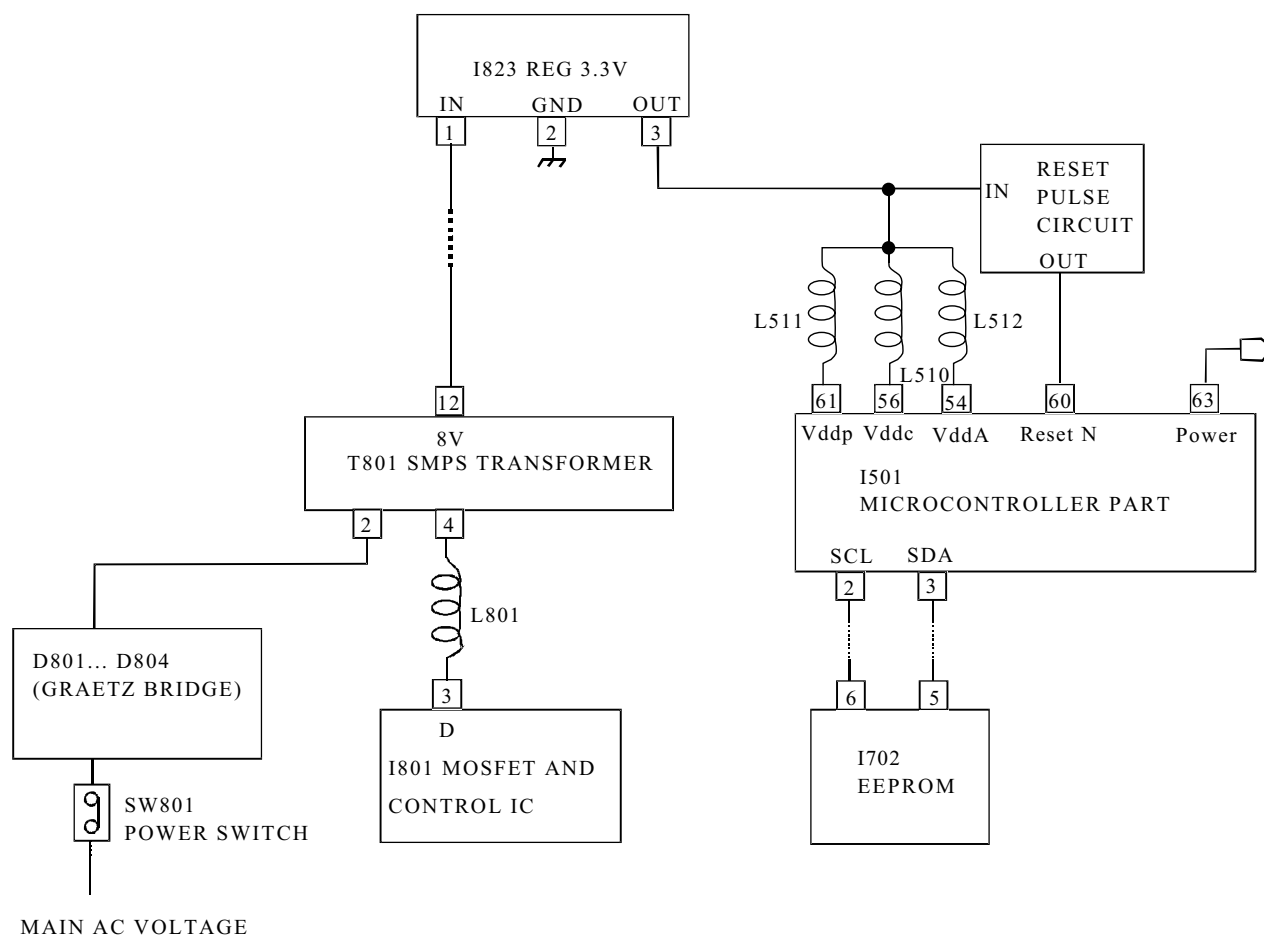 I823 REG 3.3V
IN GND OUT
1 2 3
RESET
PULSE
CIRCUIT
IN
OUT
L511
L510
L512
12
61 56 54 60 63
8V
T801 SMPS TRANSFORMER
Vddp Vddc VddA Reset N Power
I501
MICROCONTROLLER PART
2 4
SCL SDA
2 3
L801
D801... D804
(GRAETZ BRIDGE)
3
D
I801 MOSFET AND
CONTROL IC
6 5
I702
EEPROM
SW801
POWER SWITCH
MAIN AC VOLTAGE